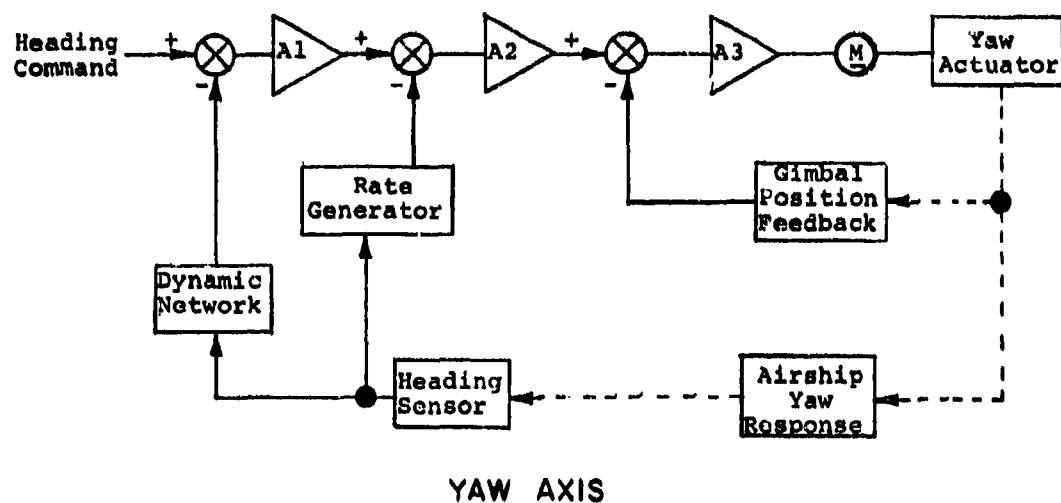 Heading
Command
+
-
A1
+
-
A2
+
-
A3
M
Yaw
Actuator
Rate
Generator
Gimbal
Position
Feedback
Dynamic
Network
Heading
Sensor
Airship
Yaw
Response
YAW AXIS